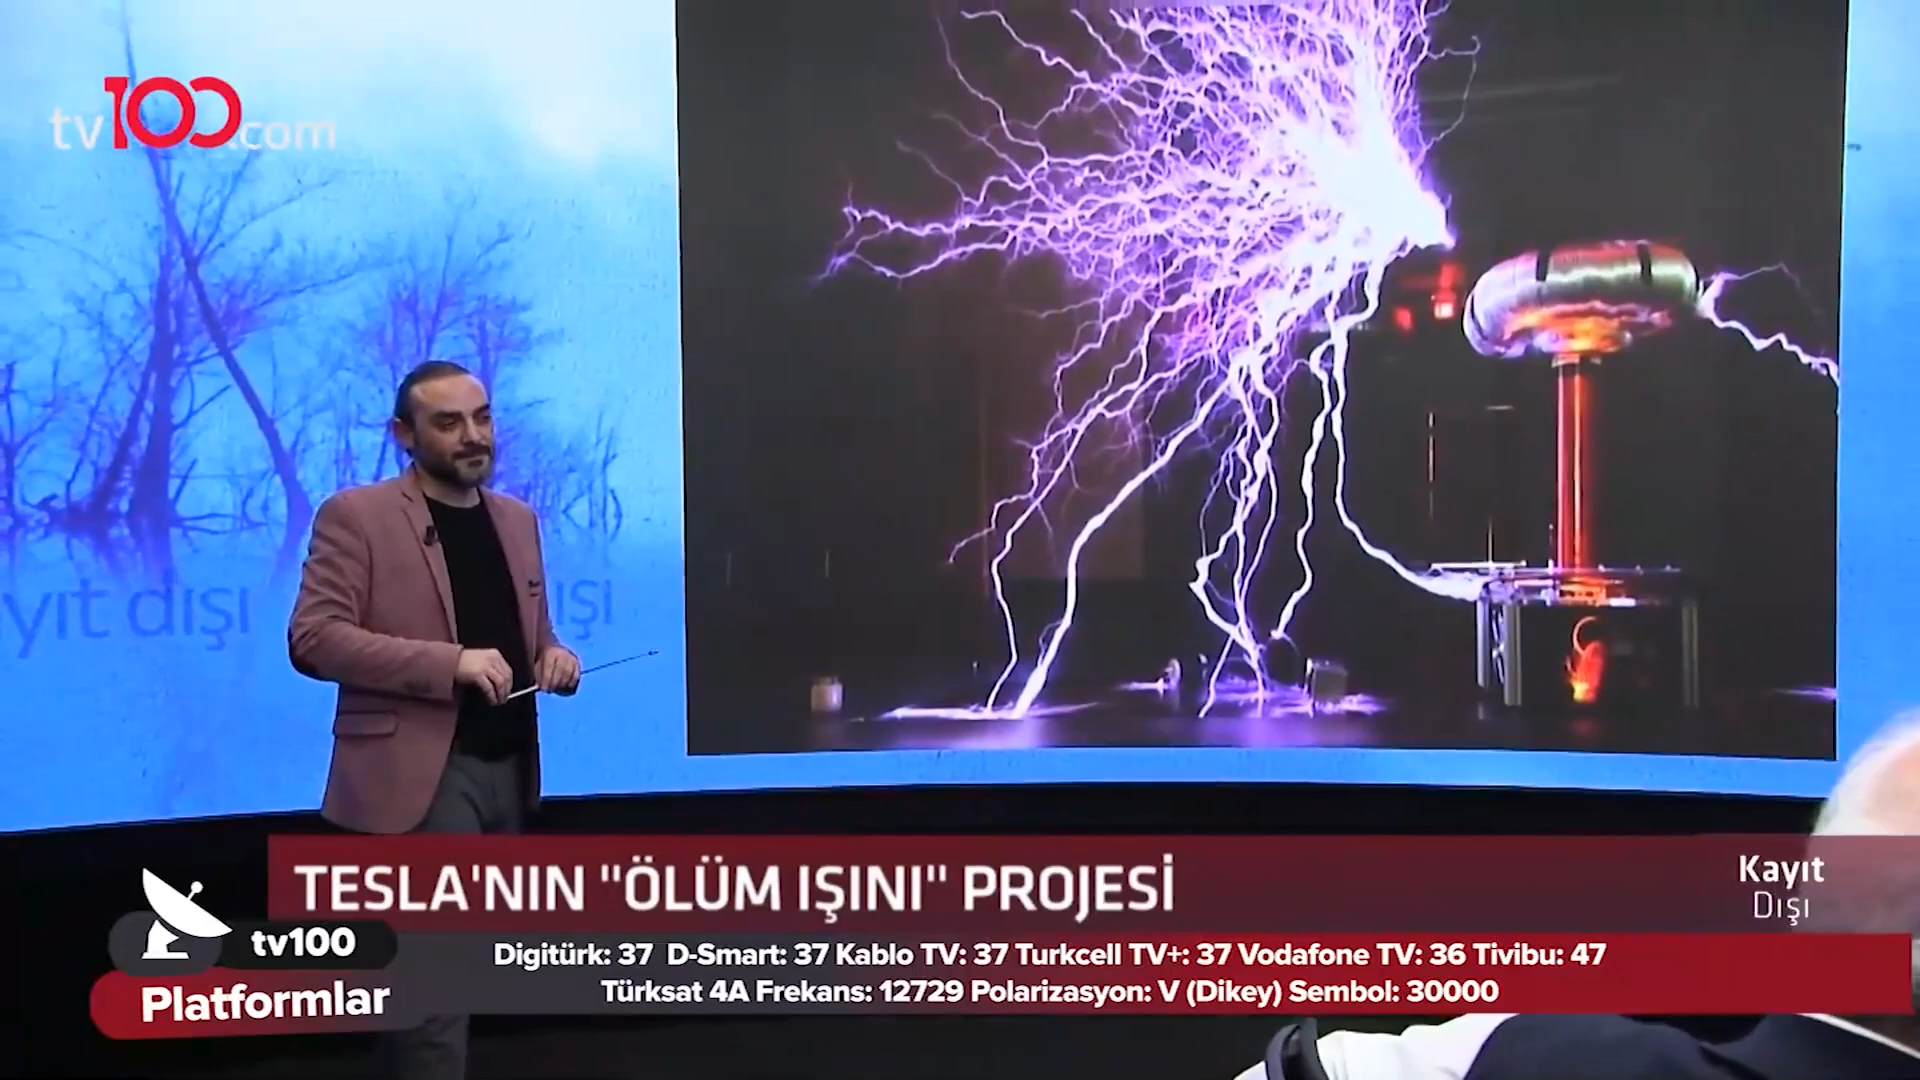 tv100.com
yıt dışı
ışı
TESLA'NIN "ÖLÜM IŞINI" PROJESİ
Kayıt
Dışı
tv100
Platformlar
Digitürk: 37 D-Smart: 37 Kablo TV: 37 Turkcell TV+: 37 Vodafone TV: 36 Tivibu: 47
Türksat 4A Frekans: 12729 Polarizasyon: V (Dikey) Sembol: 30000